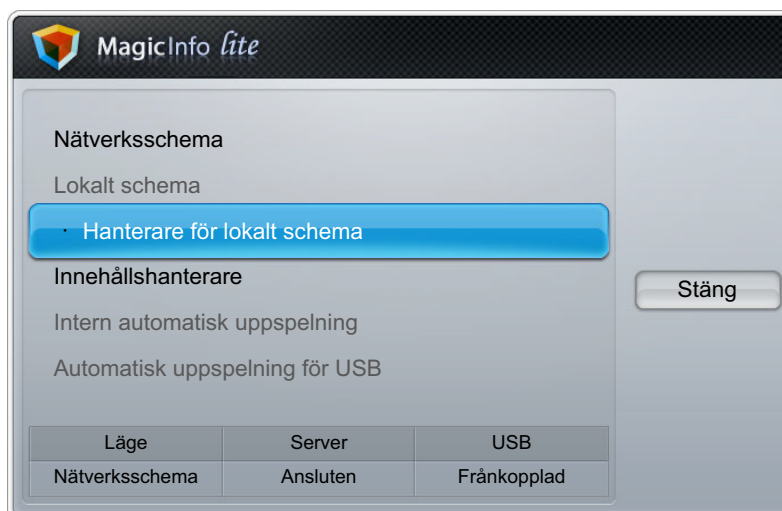 MagicInfo lite
Nätverksschema
Lokalt schema
· Hanterare för lokalt schema
Innehållshanterare
Intern automatisk uppspelning
Automatisk uppspelning för USB
Stäng
Läge Server USB
Nätverksschema Ansluten Frånkopplad